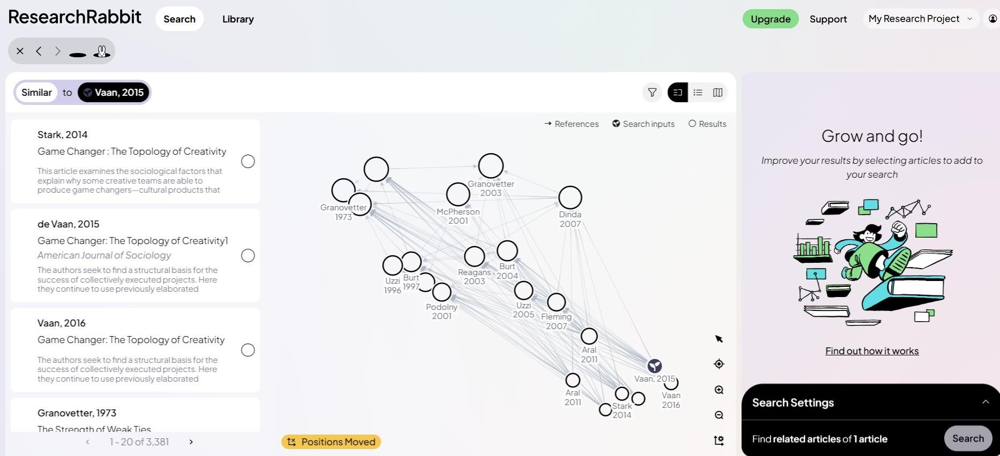 ResearchRabbit
Search
Library
Upgrade
Support
My Research Project
Similar to Vaan, 2015
Stark, 2014
Game Changer : The Topology of Creativity
This article examines the sociological factors that
explain why some creative teams are able to
produce game changers—cultural products that
de Vaan, 2015
Game Changer: The Topology of Creativity1
American Journal of Sociology
The authors seek to find a structural basis for the
success of collectively executed projects. Here
they continue to use previously elaborated
Vaan, 2016
Game Changer: The Topology of Creativity
The authors seek to find a structural basis for the
success of collectively executed projects. Here
they continue to use previously elaborated
Granovetter, 1973
The Strength of Weak Ties
1 - 20 of 3,381
References
Search inputs
Results
Granovetter
2003
Granovetter
1973
McPherson
2001
Dinda
2007
Uzzi
1996
Burt
1997
Reagans
2003
Burt
2004
Podolny
2001
Uzzi
2005
Fleming
2007
Aral
2011
Vaan, 2015
Aral
2011
Stark
2014
Vaan
2016
Positions Moved
Grow and go!
Improve your results by selecting articles to add to
your search
Find out how it works
Search Settings
Find related articles of 1 article
Search